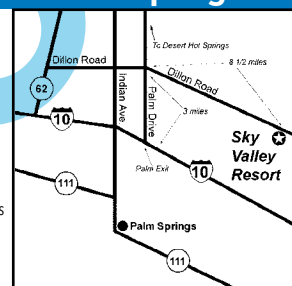 To Desert Hot Springs
8 1/2 miles
Dillon Road
Dillon Road
62
Indian Ave
Palm Drive
3 miles
10
Sky
Valley
Resort
Palm Exit
10
111
Palm Springs
111